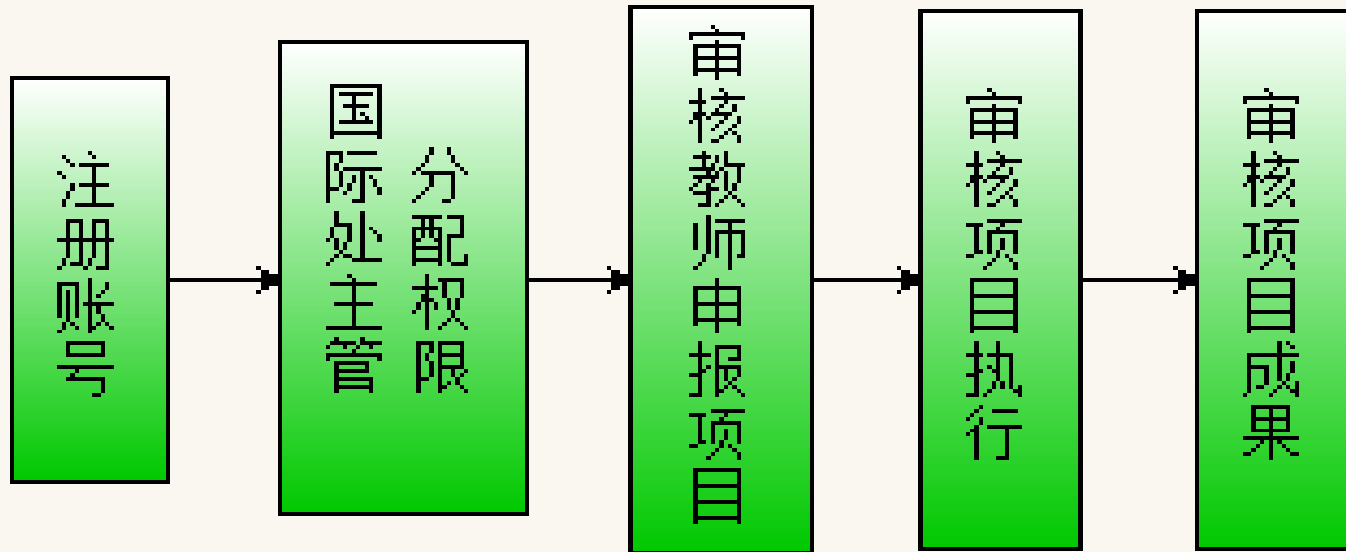 注册账号
国际处主管
分配权限
审核教师申报项目
审核项目执行
审核项目成果